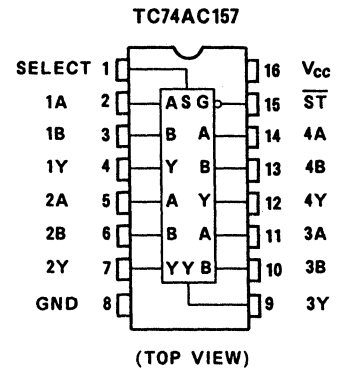 TC74AC157
SELECT 1 16 Vcc
1A 2 A S G 15 S̅T̅
1B 3 B A 14 4A
1Y 4 Y B 13 4B
2A 5 A Y 12 4Y
2B 6 B A 11 3A
2Y 7 Y Y B 10 3B
GND 8 9 3Y
(TOP VIEW)